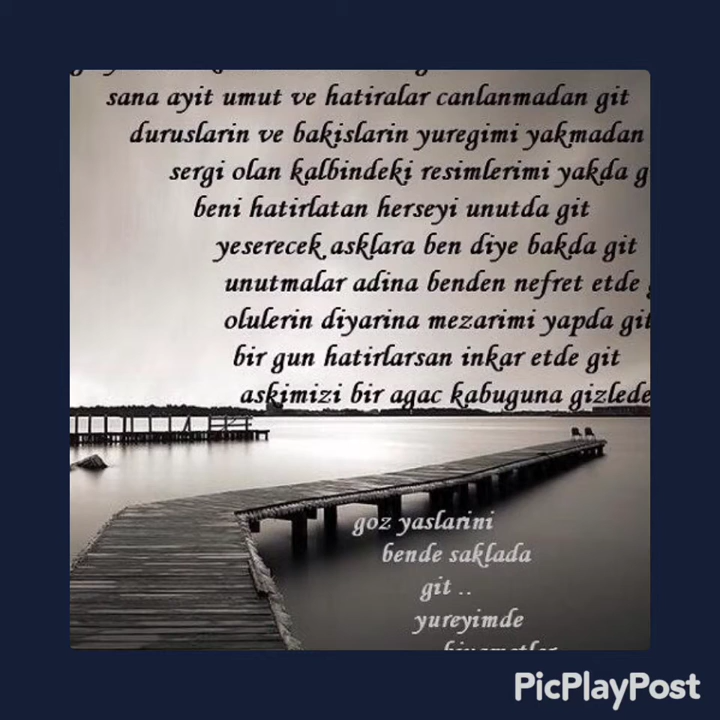 sana ayit umut ve hatiralar canlanmadan git
duruslarin ve bakislarin yuregimi yakmadan
sergi olan kalbindeki resimlerimi yakda g
beni hatirlatan herseyi unutda git
yeserecek asklara ben diye bakda git
unutmalar adina benden nefret etde g
olulerin diyarina mezarimi yapda git
bir gun hatirlarsan inkar etde git
askimizi bir agac kabuguna gizlede
goz yaslarini
bende saklada
git ..
yureyimde
PicPlayPost